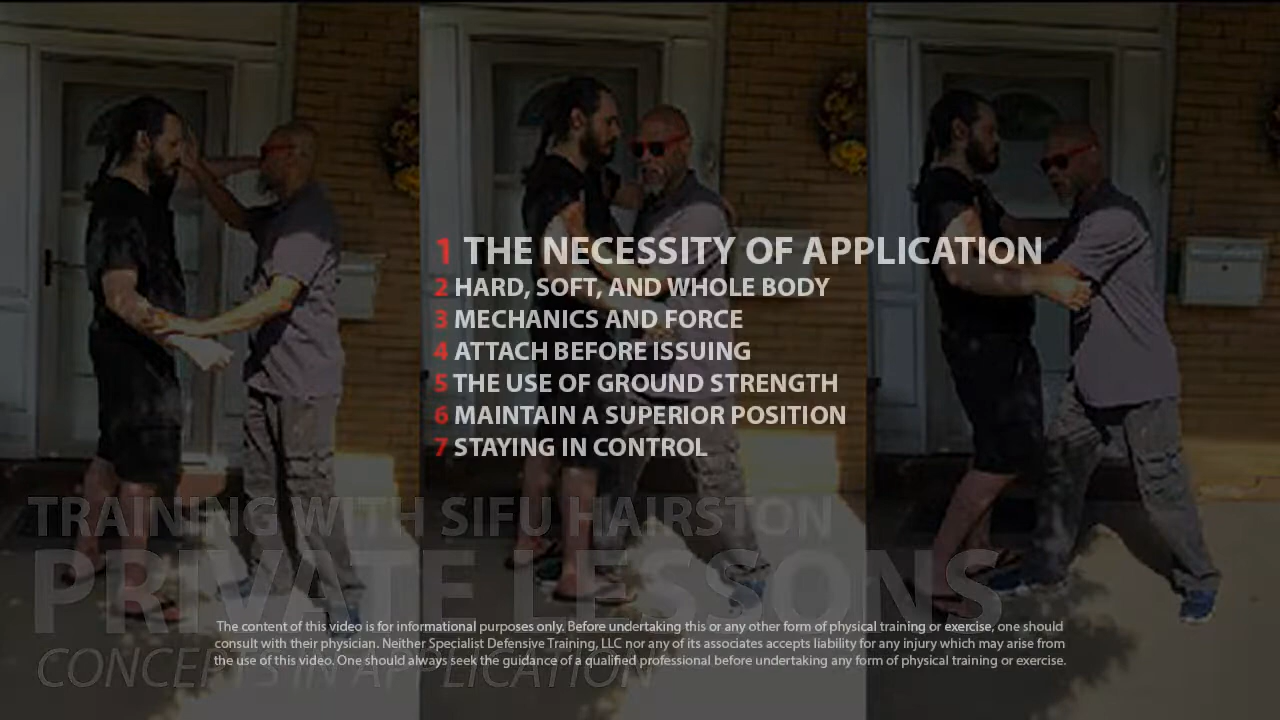 1 THE NECESSITY OF APPLICATION
2 HARD, SOFT, AND WHOLE BODY
3 MECHANICS AND FORCE
4 ATTACH BEFORE ISSUING
5 THE USE OF GROUND STRENGTH
6 MAINTAIN A SUPERIOR POSITION
7 STAYING IN CONTROL
TRAINING WITH SIFU HAIRSTON
PRIVATE LESSONS
The content of this video is for informational purposes only. Before undertaking this or any other form of physical training or exercise, one should
consult with their physician. Neither Specialist Defensive Training, LLC nor any of its associates accepts liability for any injury which may arise from
the use of this video. One should always seek the guidance of a qualified professional before undertaking any form of physical training or exercise.
CONCEPTS IN APPLICATION